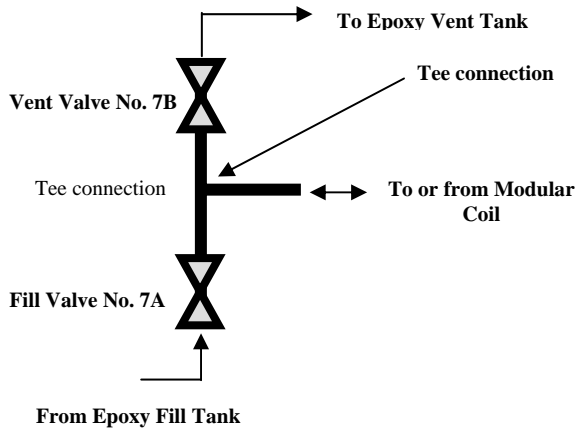 To Epoxy Vent Tank
Tee connection
Vent Valve No. 7B
Tee connection
To or from Modular
Coil
Fill Valve No. 7A
From Epoxy Fill Tank